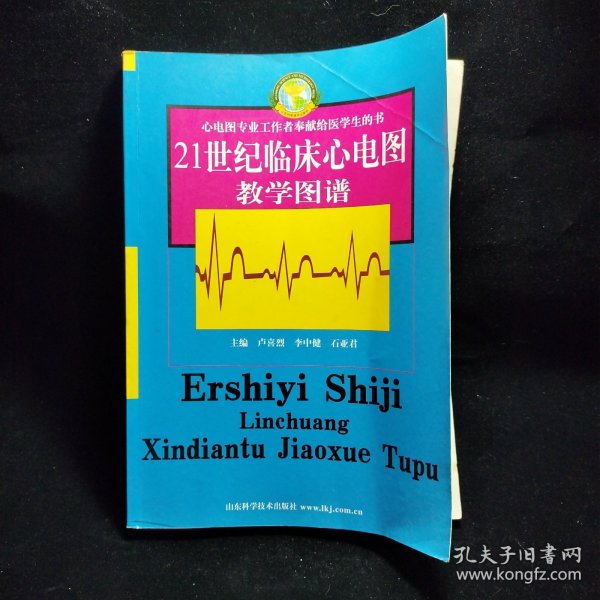 心电图专业工作者奉献给医学生的书
21世纪临床心电图
教学图谱
主编 卢喜烈 李中健 石亚君
Ershiyi Shiji
Linchuang
Xindiantu Jiaoxue Tupu
山东科学技术出版社 www.lkj.com.cn
孔夫子旧书网
www.kongfz.com